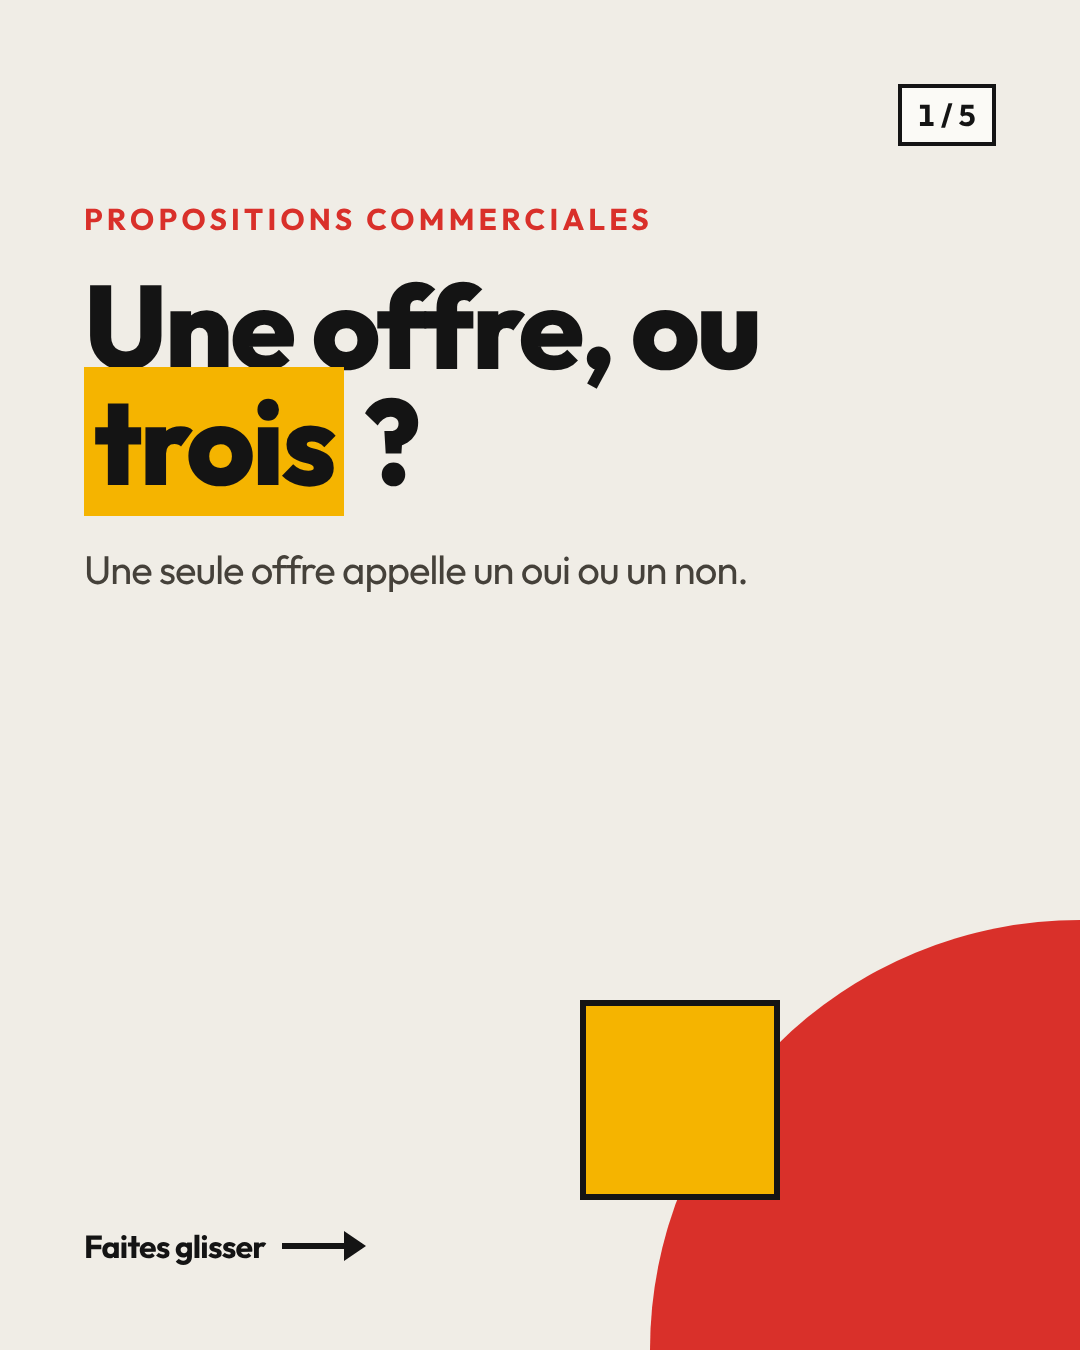 1 / 5
PROPOSITIONS COMMERCIALES
Une offre, ou
trois ?
Une seule offre appelle un oui ou un non.
Faites glisser